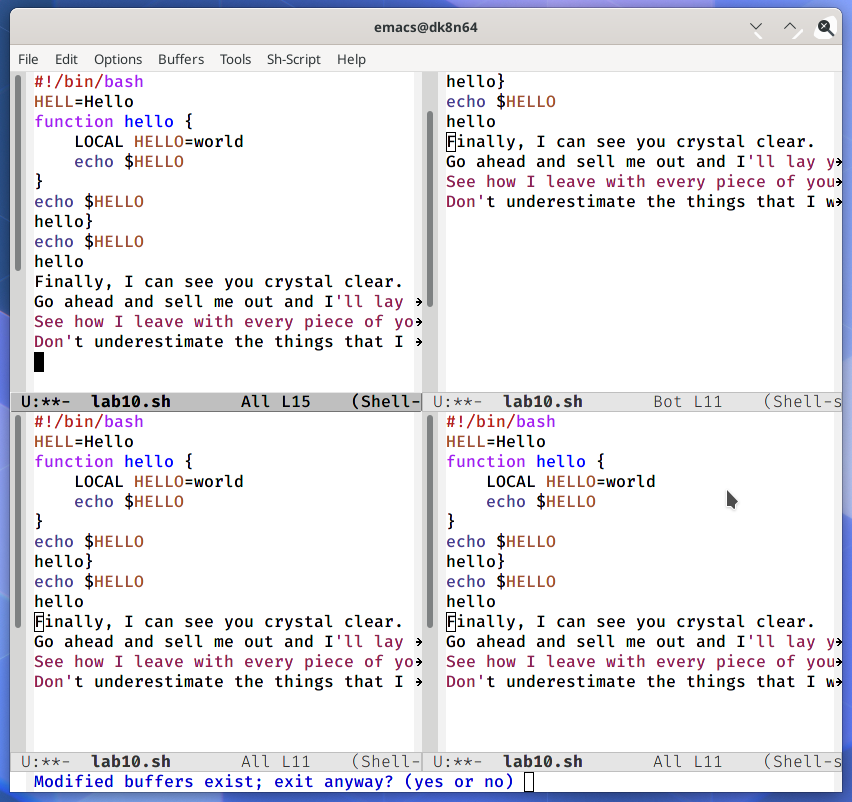 emacs@dk8n64
File Edit Options Buffers Tools Sh-Script Help
#!/bin/bash
HELL=Hello
function hello {
    LOCAL HELLO=world
    echo $HELLO
}
echo $HELLO
hello}
echo $HELLO
hello
Finally, I can see you crystal clear.
Go ahead and sell me out and I'll lay
See how I leave with every piece of yo
Don't underestimate the things that I
U:**-  lab10.sh       All L15    (Shell-
hello}
echo $HELLO
hello
Finally, I can see you crystal clear.
Go ahead and sell me out and I'll lay y
See how I leave with every piece of you
Don't underestimate the things that I w
U:**-  lab10.sh       Bot L11    (Shell-s
#!/bin/bash
HELL=Hello
function hello {
    LOCAL HELLO=world
    echo $HELLO
}
echo $HELLO
hello}
echo $HELLO
hello
Finally, I can see you crystal clear.
Go ahead and sell me out and I'll lay
See how I leave with every piece of yo
Don't underestimate the things that I
U:**-  lab10.sh       All L11    (Shell-
#!/bin/bash
HELL=Hello
function hello {
    LOCAL HELLO=world
    echo $HELLO
}
echo $HELLO
hello}
echo $HELLO
hello
Finally, I can see you crystal clear.
Go ahead and sell me out and I'll lay y
See how I leave with every piece of you
Don't underestimate the things that I w
U:**-  lab10.sh       All L11    (Shell-s
Modified buffers exist; exit anyway? (yes or no)